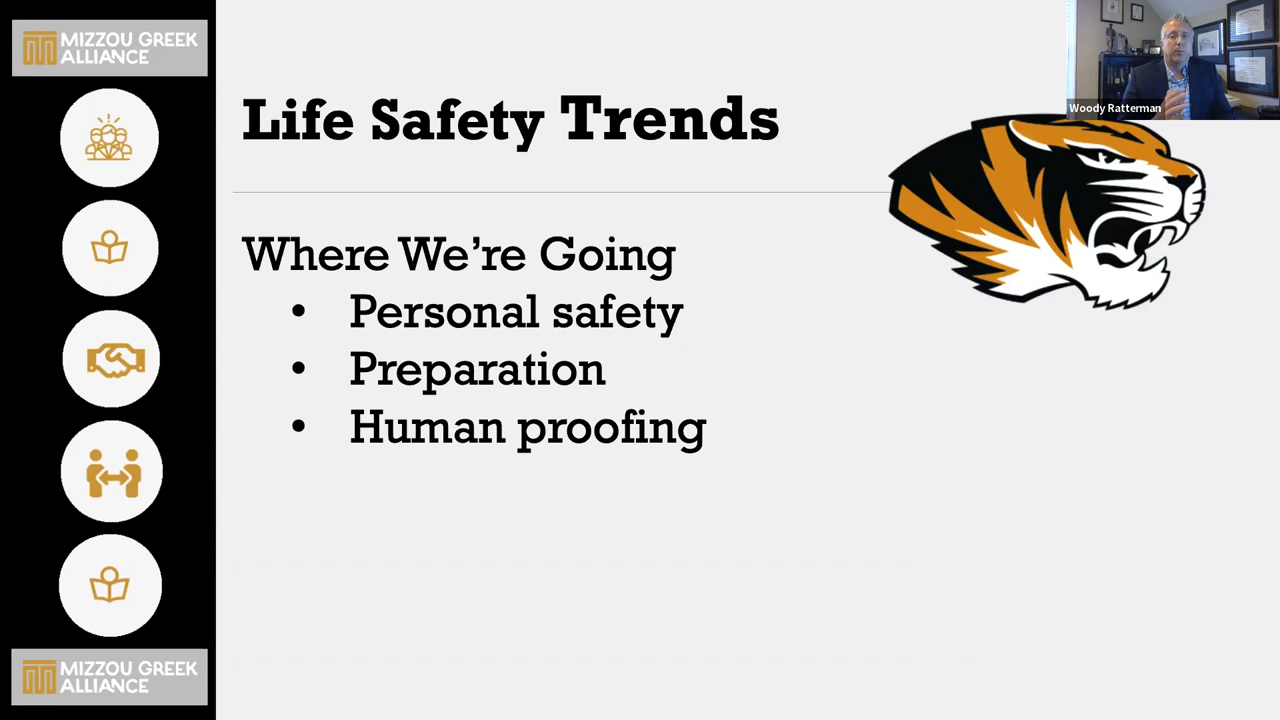 MIZZOU GREEK
ALLIANCE
Life Safety Trends
Woody Ratterman
Where We're Going
• Personal safety
• Preparation
• Human proofing
MIZZOU GREEK
ALLIANCE